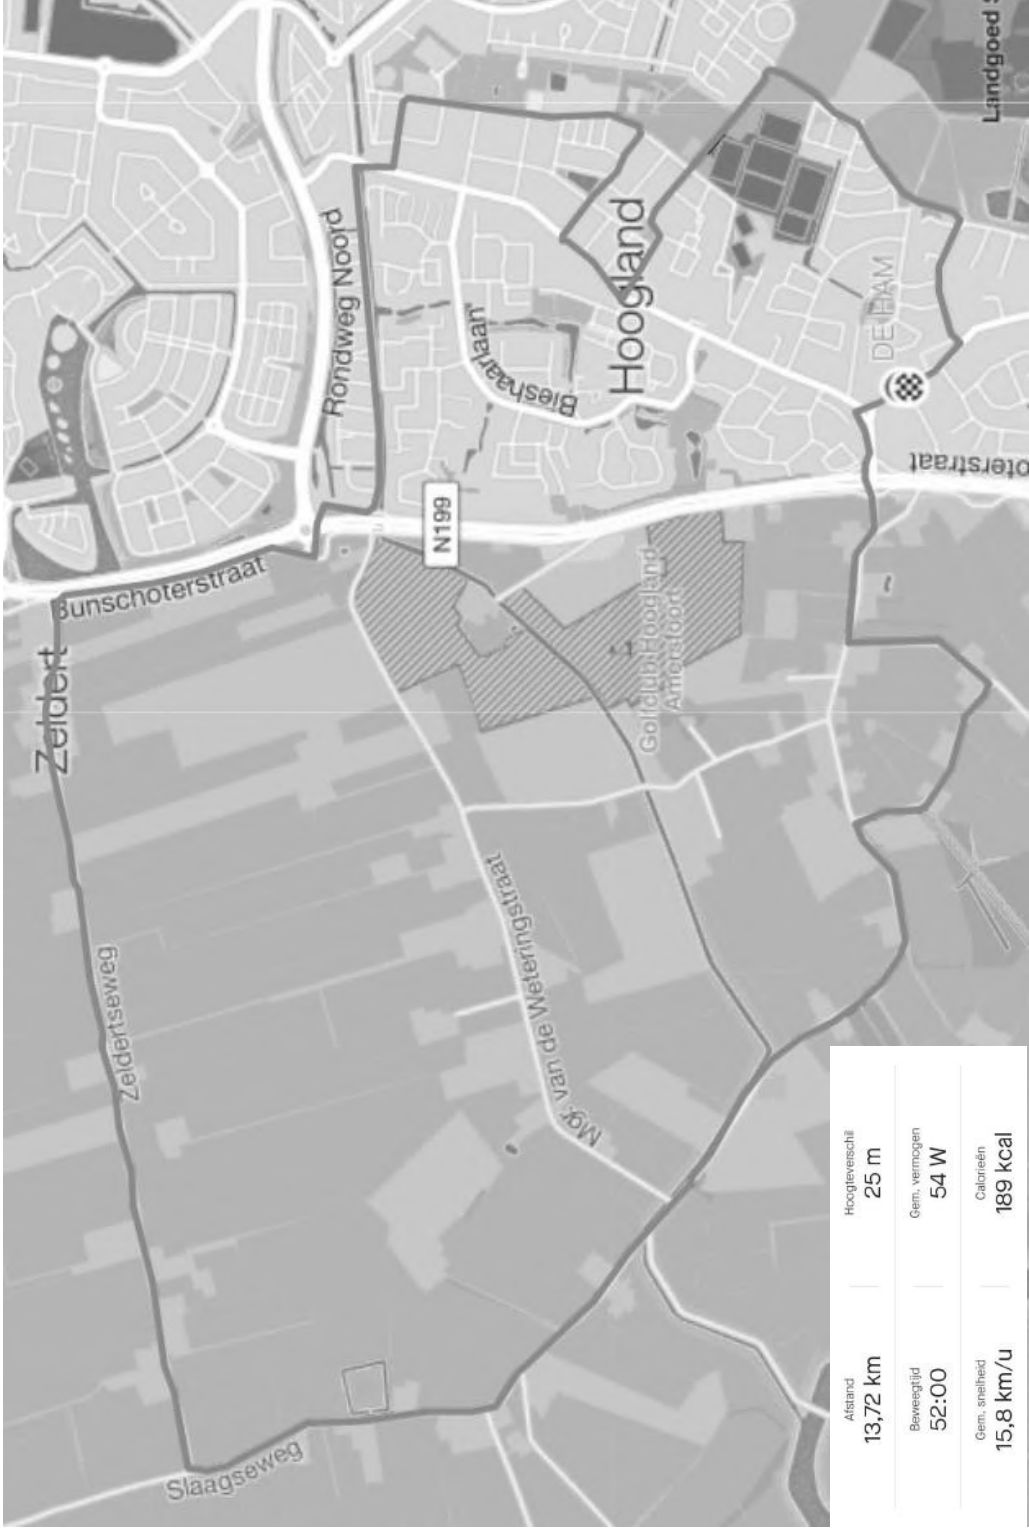 Landgoed S
Rondweg Noord
Hoogland
Bieshaarlaan
DE HAM
oterstraat
N199
Bunschoterstraat
Zeldert
Golfclub Hoogland
Amersfoort
Zeldertseweg
Mgr. van de Weteringstraat
Slaagseweg
Afstand
13,72 km
Hoogteverschil
25 m
Beweegtijd
52:00
Gem. vermogen
54 W
Gem. snelheid
15,8 km/u
Calorieën
189 kcal